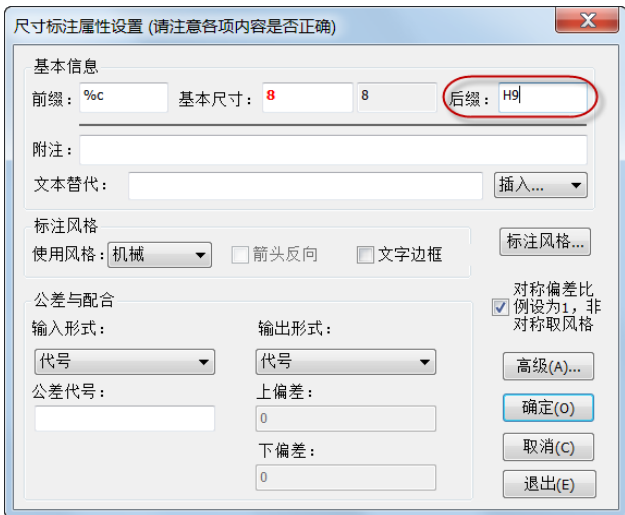 尺寸标注属性设置 (请注意各项内容是否正确)
基本信息
前缀: %c 基本尺寸: 8 8 后缀: H9
附注:
文本替代: 插入...
标注风格
使用风格: 机械 箭头反向 文字边框 标注风格...
对称偏差比
例设为1, 非
对称取风格
公差与配合
输入形式: 输出形式:
代号 代号 高级(A)...
公差代号: 上偏差:
0 确定(O)
下偏差: 取消(C)
0 退出(E)